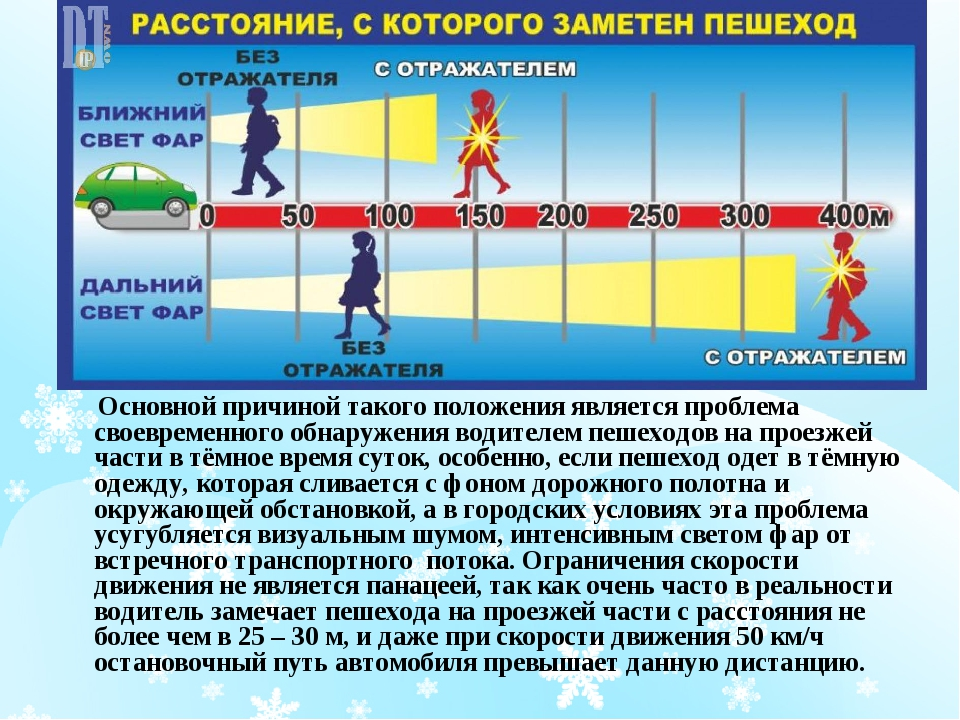 РАССТОЯНИЕ, С КОТОРОГО ЗАМЕТЕН ПЕШЕХОД
DT
OP
OWN
БЕЗ
ОТРАЖАТЕЛЯ
С ОТРАЖАТЕЛЕМ
БЛИЖНИЙ
СВЕТ ФАР
0 50 100 150 200 250 300 400м
ДАЛЬНИЙ
СВЕТ ФАР
БЕЗ
ОТРАЖАТЕЛЯ
С ОТРАЖАТЕЛЕМ
Основной причиной такого положения является проблема
своевременного обнаружения водителем пешеходов на проезжей
части в тёмное время суток, особенно, если пешеход одет в тёмную
одежду, которая сливается с фоном дорожного полотна и
окружающей обстановкой, а в городских условиях эта проблема
усугубляется визуальным шумом, интенсивным светом фар от
встречного транспортного потока. Ограничения скорости
движения не является панацеей, так как очень часто в реальности
водитель замечает пешехода на проезжей части с расстояния не
более чем в 25 – 30 м, и даже при скорости движения 50 км/ч
остановочный путь автомобиля превышает данную дистанцию.